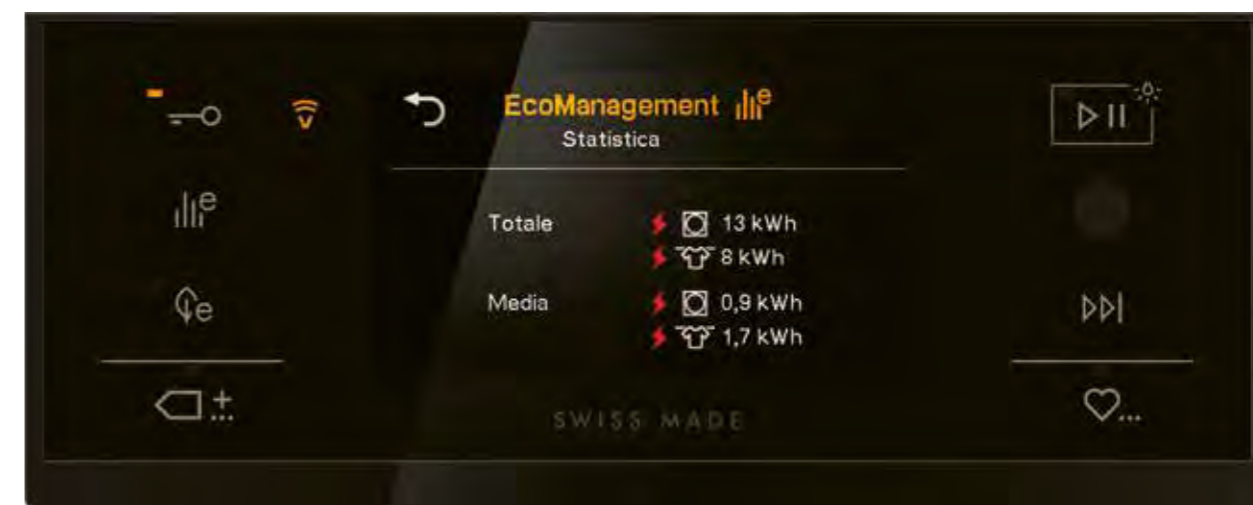 EcoManagement
Statistica
Totale 13 kWh
8 kWh
Media 0,9 kWh
1,7 kWh
e
e
SWISS MADE